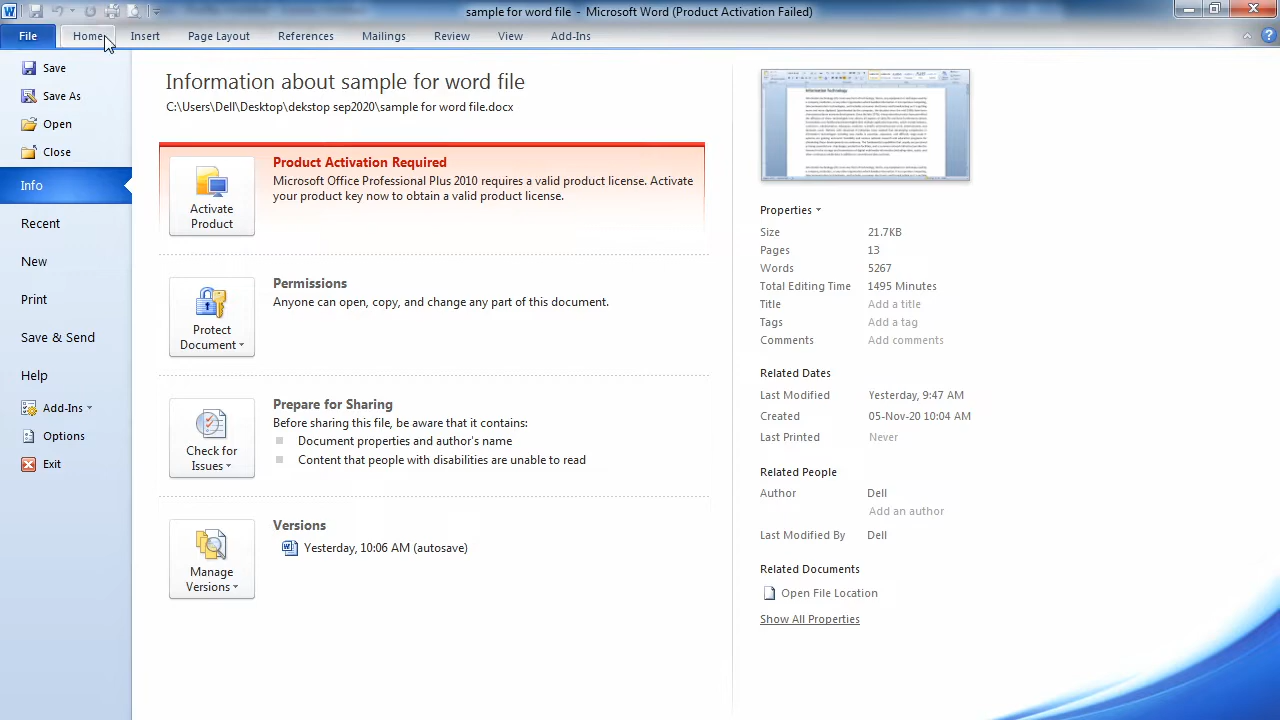 sample for word file - Microsoft Word (Product Activation Failed)
File Home Insert Page Layout References Mailings Review View Add-Ins
Save
Save As
Open
Close
Info
Recent
New
Print
Save & Send
Help
Add-Ins
Options
Exit
Information about sample for word file
C:\Users\Dell\Desktop\dekstop sep2020\sample for word file.docx
Activate
Product
Product Activation Required
Microsoft Office Professional Plus 2010 requires a valid product license. Activate
your product key now to obtain a valid product license.
Protect
Document
Permissions
Anyone can open, copy, and change any part of this document.
Check for
Issues
Prepare for Sharing
Before sharing this file, be aware that it contains:
Document properties and author's name
Content that people with disabilities are unable to read
Manage
Versions
Versions
Yesterday, 10:06 AM (autosave)
Information Technology
Properties
Size 21.7KB
Pages 13
Words 5267
Total Editing Time 1495 Minutes
Title Add a title
Tags Add a tag
Comments Add comments
Related Dates
Last Modified Yesterday, 9:47 AM
Created 05-Nov-20 10:04 AM
Last Printed Never
Related People
Author Dell
Add an author
Last Modified By Dell
Related Documents
Open File Location
Show All Properties